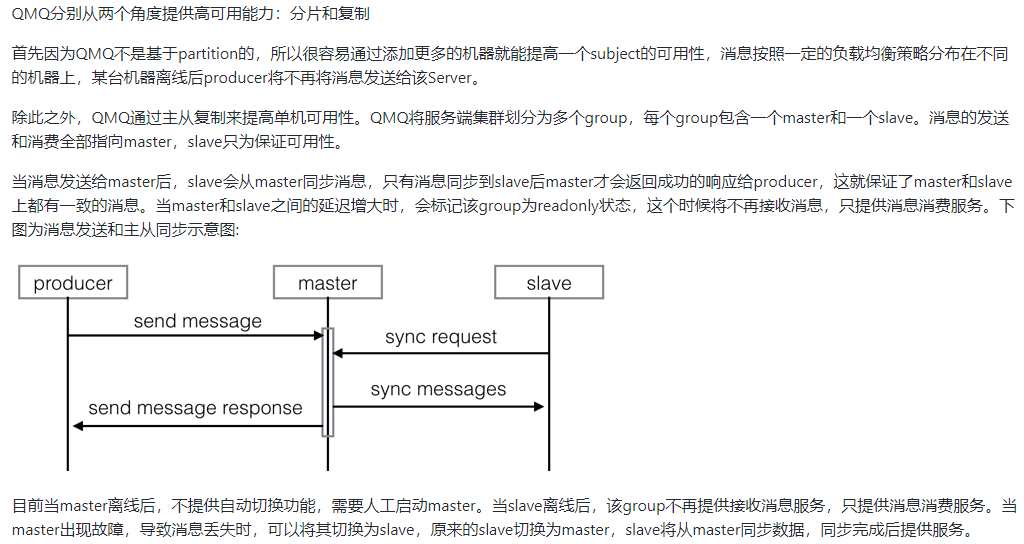 QMQ分别从两个角度提供高可用能力：分片和复制
首先因为QMQ不是基于partition的，所以很容易通过添加更多的机器就能提高一个subject的可用性，消息按照一定的负载均衡策略分布在不同
的机器上，某台机器离线后producer将不再将消息发送给该Server。
除此之外，QMQ通过主从复制来提高单机可用性。QMQ将服务端集群划分为多个group，每个group包含一个master和一个slave。消息的发送
和消费全部指向master，slave只为保证可用性。
当消息发送给master后，slave会从master同步消息，只有消息同步到slave后master才会返回成功的响应给producer，这就保证了master和slave
上都有一致的消息。当master和slave之间的延迟增大时，会标记该group为readonly状态，这个时候将不再接收消息，只提供消息消费服务。下
图为消息发送和主从同步示意图:
producer master slave
send message
sync request
sync messages
send message response
目前当master离线后，不提供自动切换功能，需要人工启动master。当slave离线后，该group不再提供接收消息服务，只提供消息消费服务。当
master出现故障，导致消息丢失时，可以将其切换为slave，原来的slave切换为master，slave将从master同步数据，同步完成后提供服务。